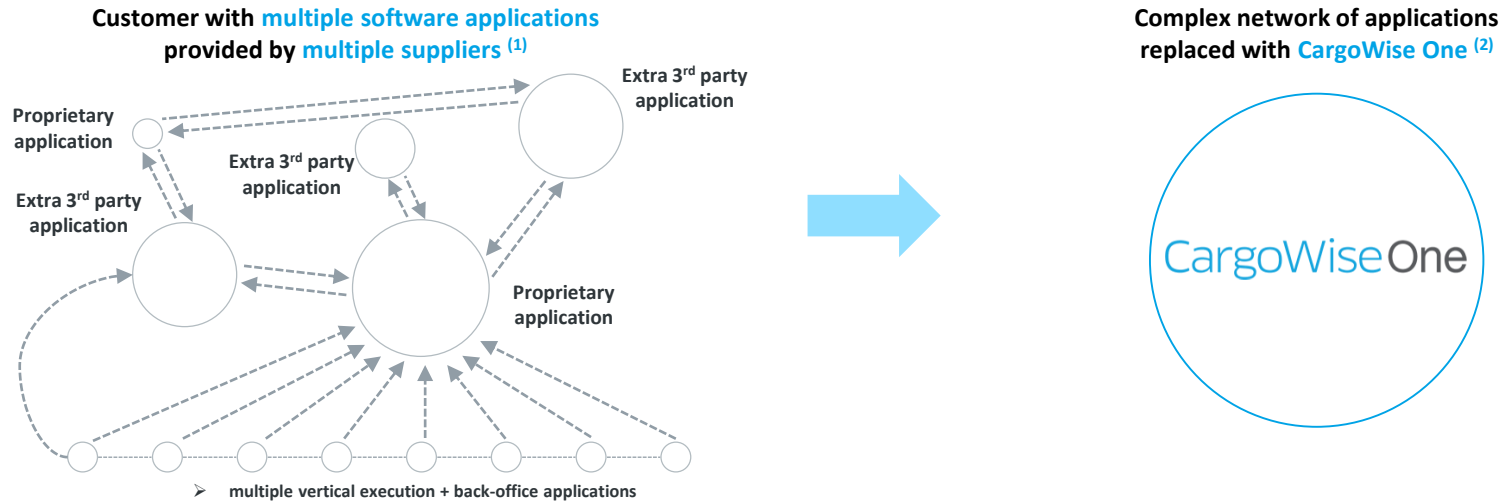 Customer with multiple software applications
provided by multiple suppliers (1)
Complex network of applications
replaced with CargoWise One (2)
Extra 3rd party
application
Proprietary
application
Extra 3rd party
application
Extra 3rd party
application
Proprietary
application
CargoWiseOne
➢ multiple vertical execution + back-office applications